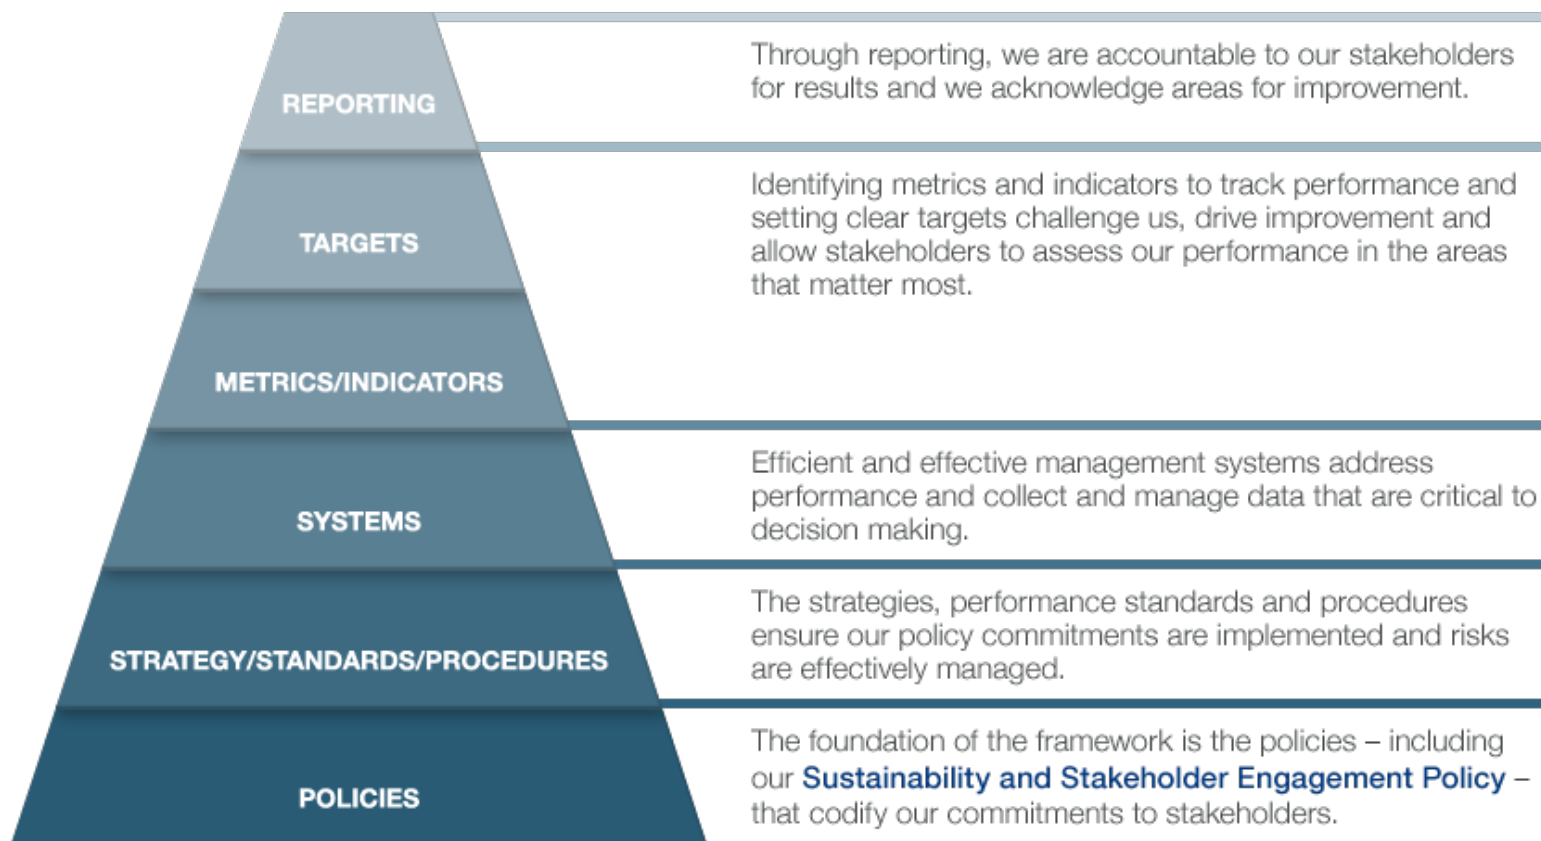 REPORTING
Through reporting, we are accountable to our stakeholders
for results and we acknowledge areas for improvement.
TARGETS
Identifying metrics and indicators to track performance and
setting clear targets challenge us, drive improvement and
allow stakeholders to assess our performance in the areas
that matter most.
METRICS/INDICATORS
SYSTEMS
Efficient and effective management systems address
performance and collect and manage data that are critical to
decision making.
STRATEGY/STANDARDS/PROCEDURES
The strategies, performance standards and procedures
ensure our policy commitments are implemented and risks
are effectively managed.
POLICIES
The foundation of the framework is the policies – including
our Sustainability and Stakeholder Engagement Policy –
that codify our commitments to stakeholders.